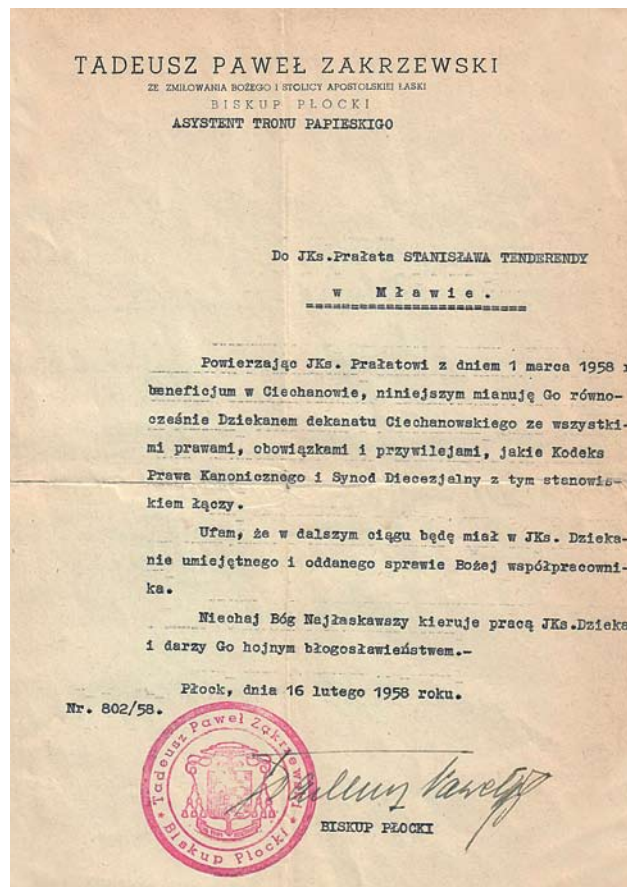 TADEUSZ PAWEŁ ZAKRZEWSKI
ZE ZMIŁOWANIA BOŻEGO I STOLICY APOSTOLSKIEJ ŁASKI
BISKUP PŁOCKI
ASYSTENT TRONU PAPIESKIGO
Do JKs.Prałata STANISŁAWA TENDERENDY
w Mławie.
Powierzając JKs. Prałatowi z dniem 1 marca 1958 r
beneficjum w Ciechanowie, niniejszym mianuję Go równo-
cześnie Dziekanem dekanatu Ciechanowskiego ze wszystki-
mi prawami, obowiązkami i przywilejami, jakie Kodeks
Prawa Kanonicznego i Synod Diecezjalny z tym stanowis-
kiem łączy.
Ufam, że w dalszym ciągu będę miał w JKs. Dzieka-
nie umiejętnego i oddanego sprawie Bożej współpracowni-
ka.
Niechaj Bóg Najłaskawszy kieruje pracą JKs.Dzieka
i darzy Go hojnym błogosławieństwem.-
Płock, dnia 16 lutego 1958 roku.
Nr. 802/58.
Tadeusz Paweł Zakrzewski
Biskup Płocki
Tadeusz Paweł
BISKUP PŁOCKI